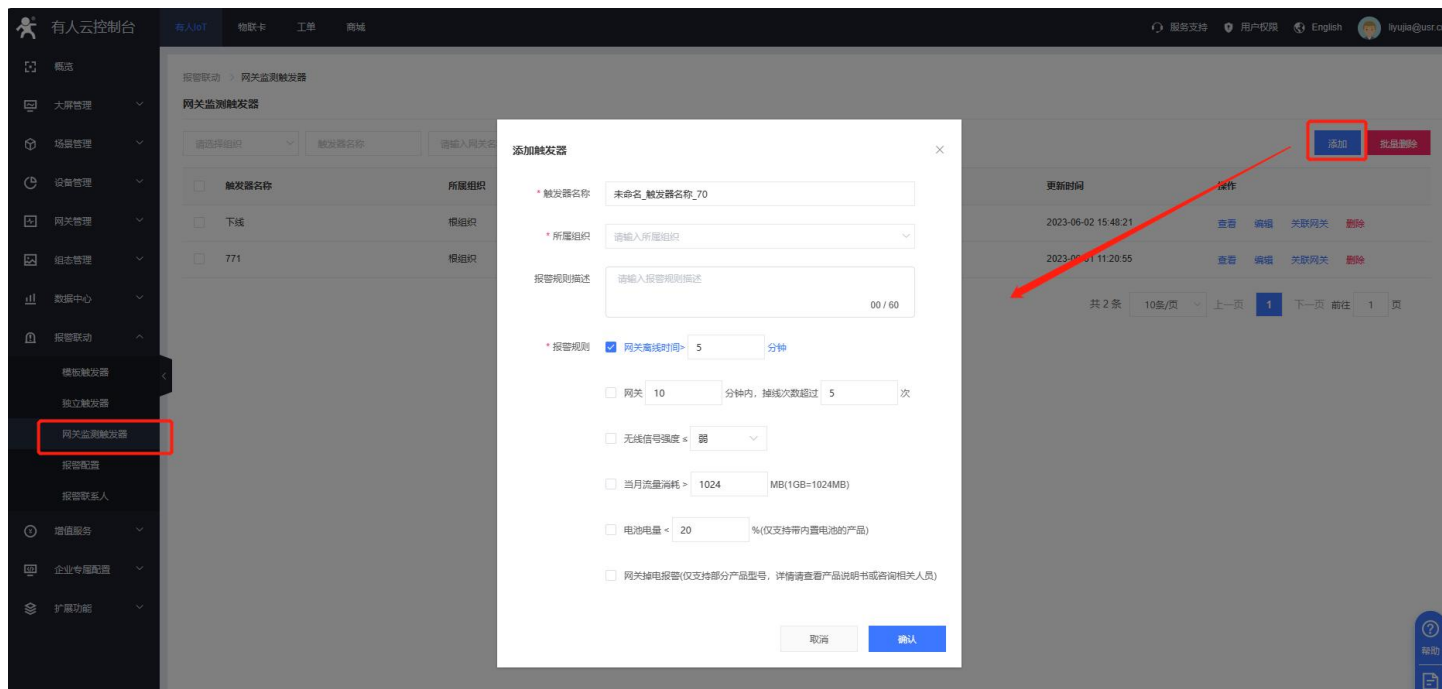 有人云控制台 有人IoT 物联卡 工单 商城 服务支持 用户权限 English liyujia@usr.c
概览
大屏管理
场景管理
设备管理
网关管理
组态管理
数据中心
报警联动
模板触发器
独立触发器
网关监测触发器
报警配置
报警联系人
增值服务
企业专属配置
扩展功能
报警联动 > 网关监测触发器
网关监测触发器
请选择组织 触发器名称 请输入网关名 添加 批量删除
触发器名称 所属组织 更新时间 操作
下线 根组织 2023-06-02 15:48:21 查看 编辑 关联网关 删除
771 根组织 2023-06-01 11:20:55 查看 编辑 关联网关 删除
共 2 条 10条/页 上一页 1 下一页 前往 1 页
添加触发器
* 触发器名称 未命名_触发器名称_70
* 所属组织 请输入所属组织
报警规则描述 请输入报警规则描述
00 / 60
* 报警规则 网关离线时间> 5 分钟
网关 10 分钟内，掉线次数超过 5 次
无线信号强度 ≤ 弱
当月流量消耗 > 1024 MB(1GB=1024MB)
电池电量 < 20 %(仅支持带内置电池的产品)
网关掉电报警(仅支持部分产品型号，详情请查看产品说明书或咨询相关人员)
取消 确认
帮助